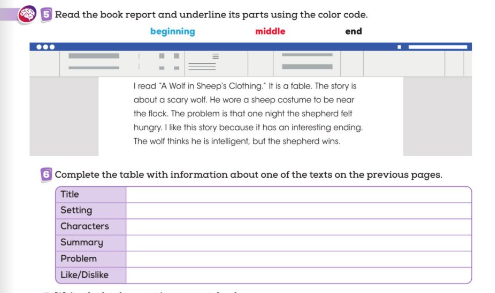 5 Read the book report and underline its parts using the color code.
beginning middle end
I read "A Wolf in Sheep's Clothing." It is a fable. The story is
about a scary wolf. He wore a sheep costume to be near
the flock. The problem is that one night the shepherd felt
hungry. I like this story because it has an interesting ending.
The wolf thinks he is intelligent, but the shepherd wins.
6 Complete the table with information about one of the texts on the previous pages.
Title
Setting
Characters
Summary
Problem
Like/Dislike